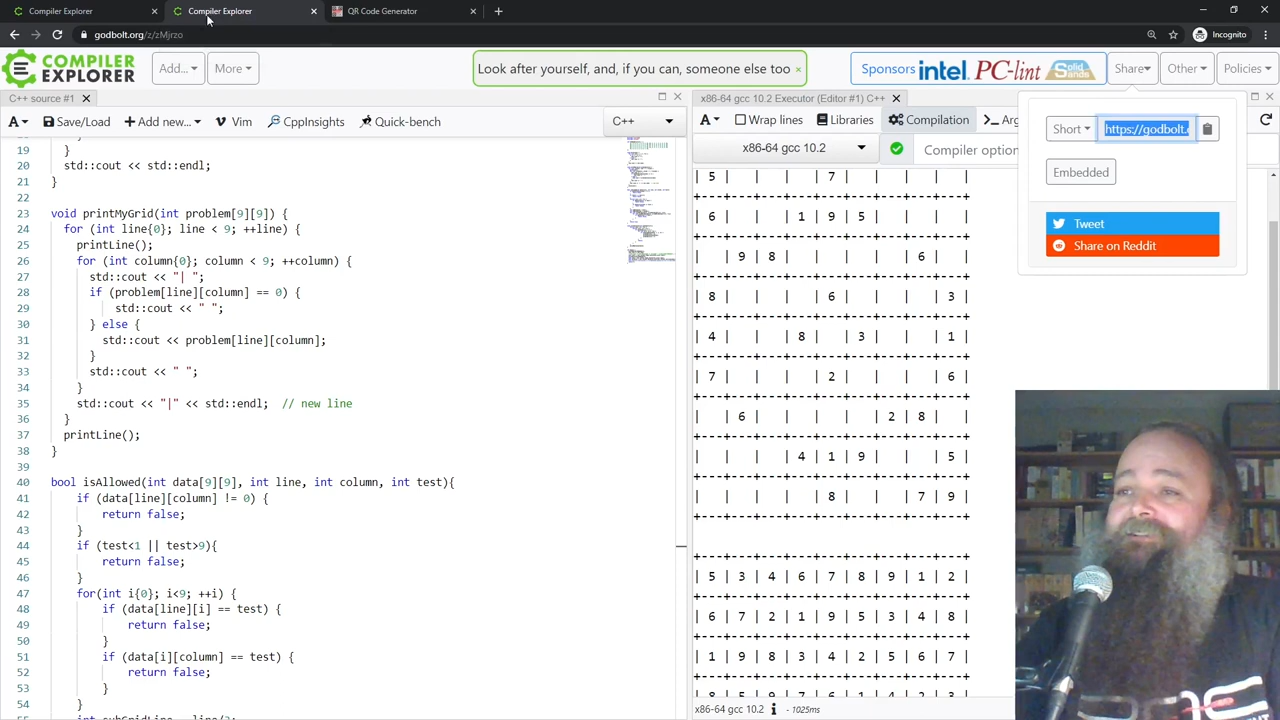 Compiler Explorer × Compiler Explorer × QR Code Generator × +
Incognito
godbolt.org/z/zMjrzo
COMPILER
EXPLORER
Add... More Look after yourself, and, if you can, someone else too × Sponsors intel PC-lint Solid Sands Share Other Policies
C++ source #1 x86-64 gcc 10.2 Executor (Editor #1) C++
A Save/Load + Add new... Vim CppInsights Quick-bench C++
A Wrap lines Libraries Compilation
x86-64 gcc 10.2
Short https://godbolt.
Embedded
Tweet
Share on Reddit
19 }
20 std::cout << std::endl;
21 }
22
23 void printMyGrid(int problem[9][9]) {
24 for (int line{0}; line < 9; ++line) {
25 printLine();
26 for (int column{0}; column < 9; ++column) {
27 std::cout << "| ";
28 if (problem[line][column] == 0) {
29 std::cout << " ";
30 } else {
31 std::cout << problem[line][column];
32 }
33 std::cout << " ";
34 }
35 std::cout << "|" << std::endl; // new line
36 }
37 printLine();
38 }
39
40 bool isAllowed(int data[9][9], int line, int column, int test){
41 if (data[line][column] != 0) {
42 return false;
43 }
44 if (test<1 || test>9){
45 return false;
46 }
47 for(int i{0}; i<9; ++i) {
48 if (data[line][i] == test) {
49 return false;
50 }
51 if (data[i][column] == test) {
52 return false;
53 }
54 }
| 5 | | | | 7 | | | | |
+---+---+---+---+---+---+---+---+---+
| 6 | | | 1 | 9 | 5 | | | |
+---+---+---+---+---+---+---+---+---+
| | 9 | 8 | | | | | 6 | |
+---+---+---+---+---+---+---+---+---+
| 8 | | | | 6 | | | | 3 |
+---+---+---+---+---+---+---+---+---+
| 4 | | | 8 | | 3 | | | 1 |
+---+---+---+---+---+---+---+---+---+
| 7 | | | | 2 | | | | 6 |
+---+---+---+---+---+---+---+---+---+
| | 6 | | | | | 2 | 8 | |
+---+---+---+---+---+---+---+---+---+
| | | | 4 | 1 | 9 | | | 5 |
+---+---+---+---+---+---+---+---+---+
| | | | | 8 | | | 7 | 9 |
+---+---+---+---+---+---+---+---+---+
+---+---+---+---+---+---+---+---+---+
| 5 | 3 | 4 | 6 | 7 | 8 | 9 | 1 | 2 |
+---+---+---+---+---+---+---+---+---+
| 6 | 7 | 2 | 1 | 9 | 5 | 3 | 4 | 8 |
+---+---+---+---+---+---+---+---+---+
| 1 | 9 | 8 | 3 | 4 | 2 | 5 | 6 | 7 |
+---+---+---+---+---+---+---+---+---+
| 8 | 5 | 9 | 7 | 6 | 1 | 4 | 2 | 3 |
x86-64 gcc 10.2 i - 1025ms